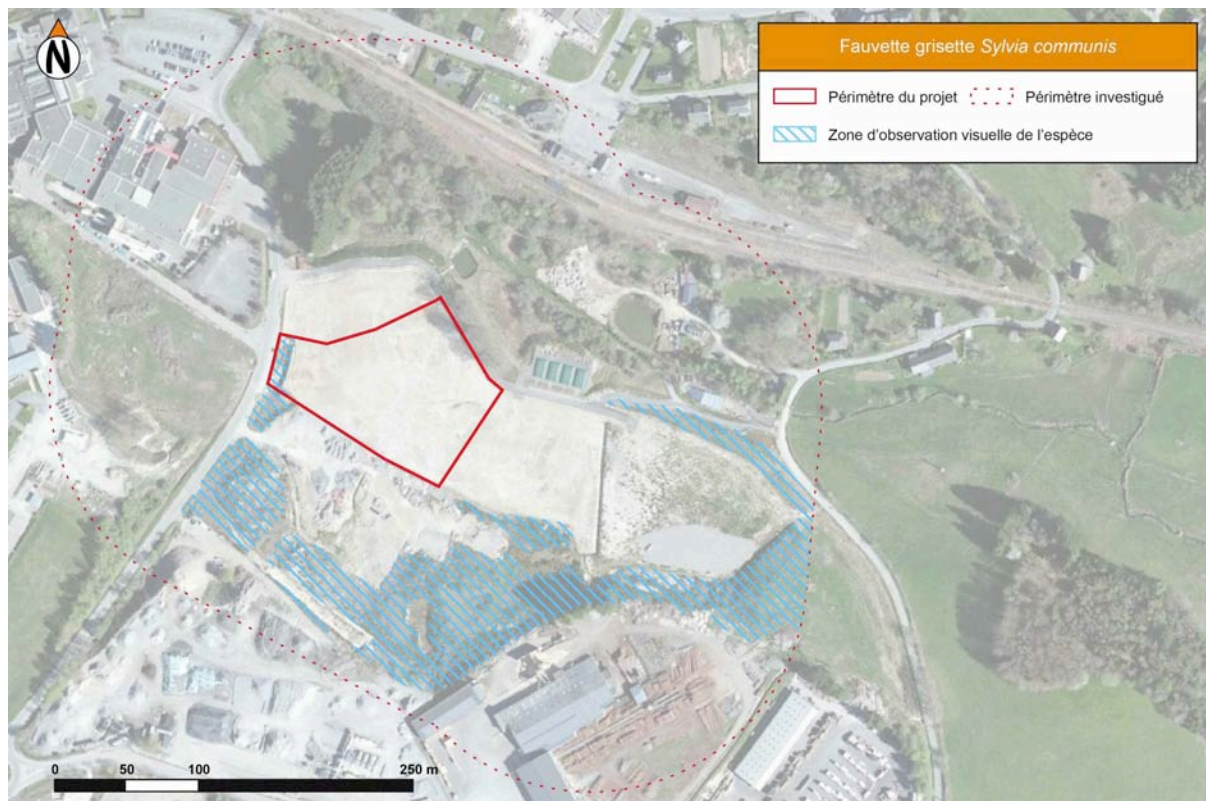 N
Fauvette grisette Sylvia communis
Périmètre du projet Périmètre investigué
Zone d'observation visuelle de l'espèce
0 50 100 250 m